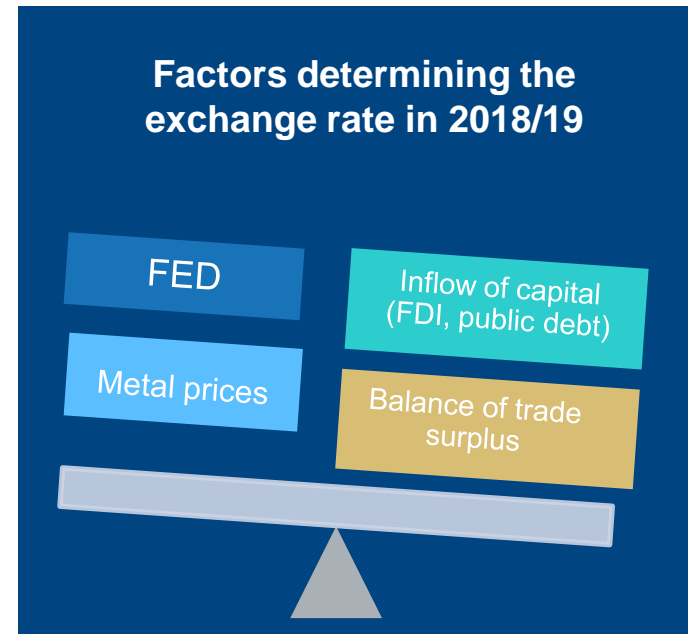 Factors determining the
exchange rate in 2018/19
FED
Metal prices
Inflow of capital
(FDI, public debt)
Balance of trade
surplus